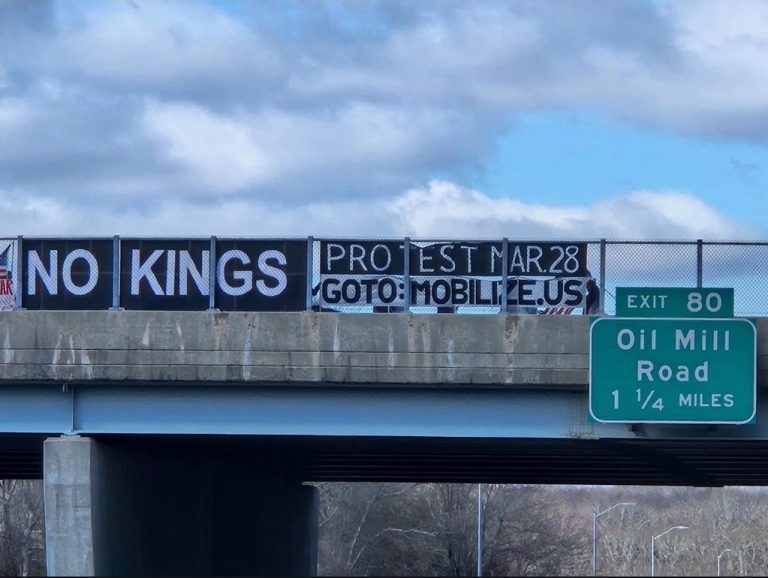 NO KINGS
PROTEST MAR.28
GOTO:MOBILIZE.US
EXIT 80
Oil Mill
Road
1 1/4 MILES